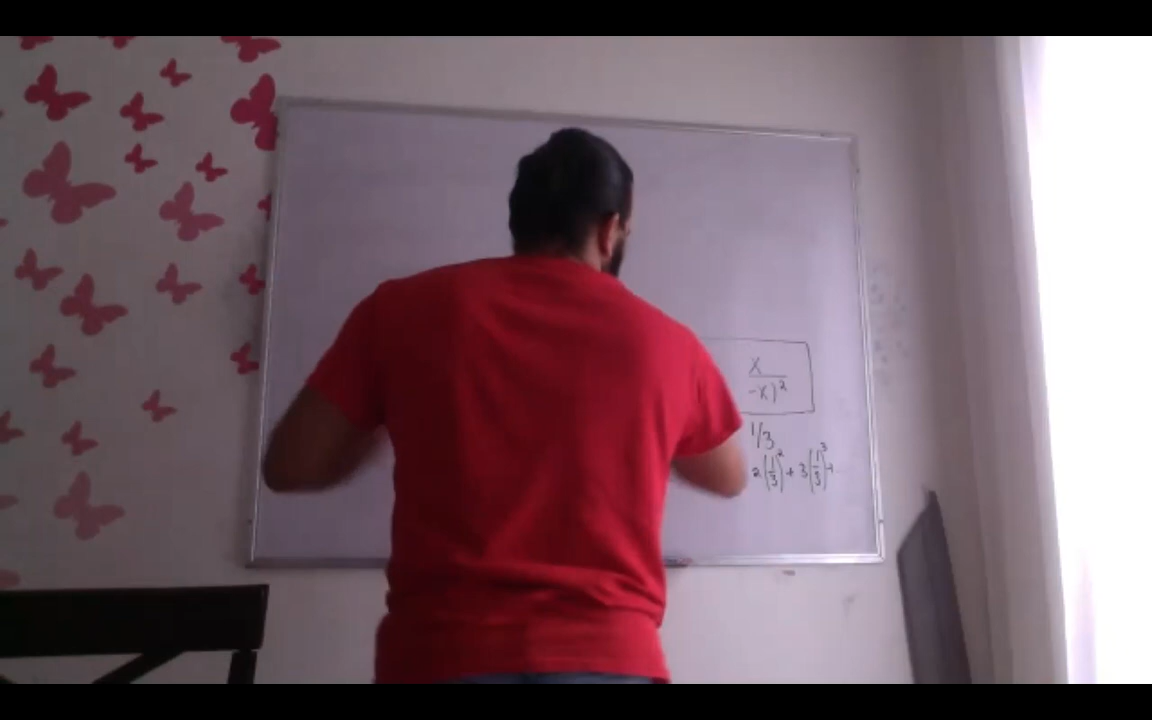 x
-x)²
1/3
2(1/3)² + 3(1/3)³ +